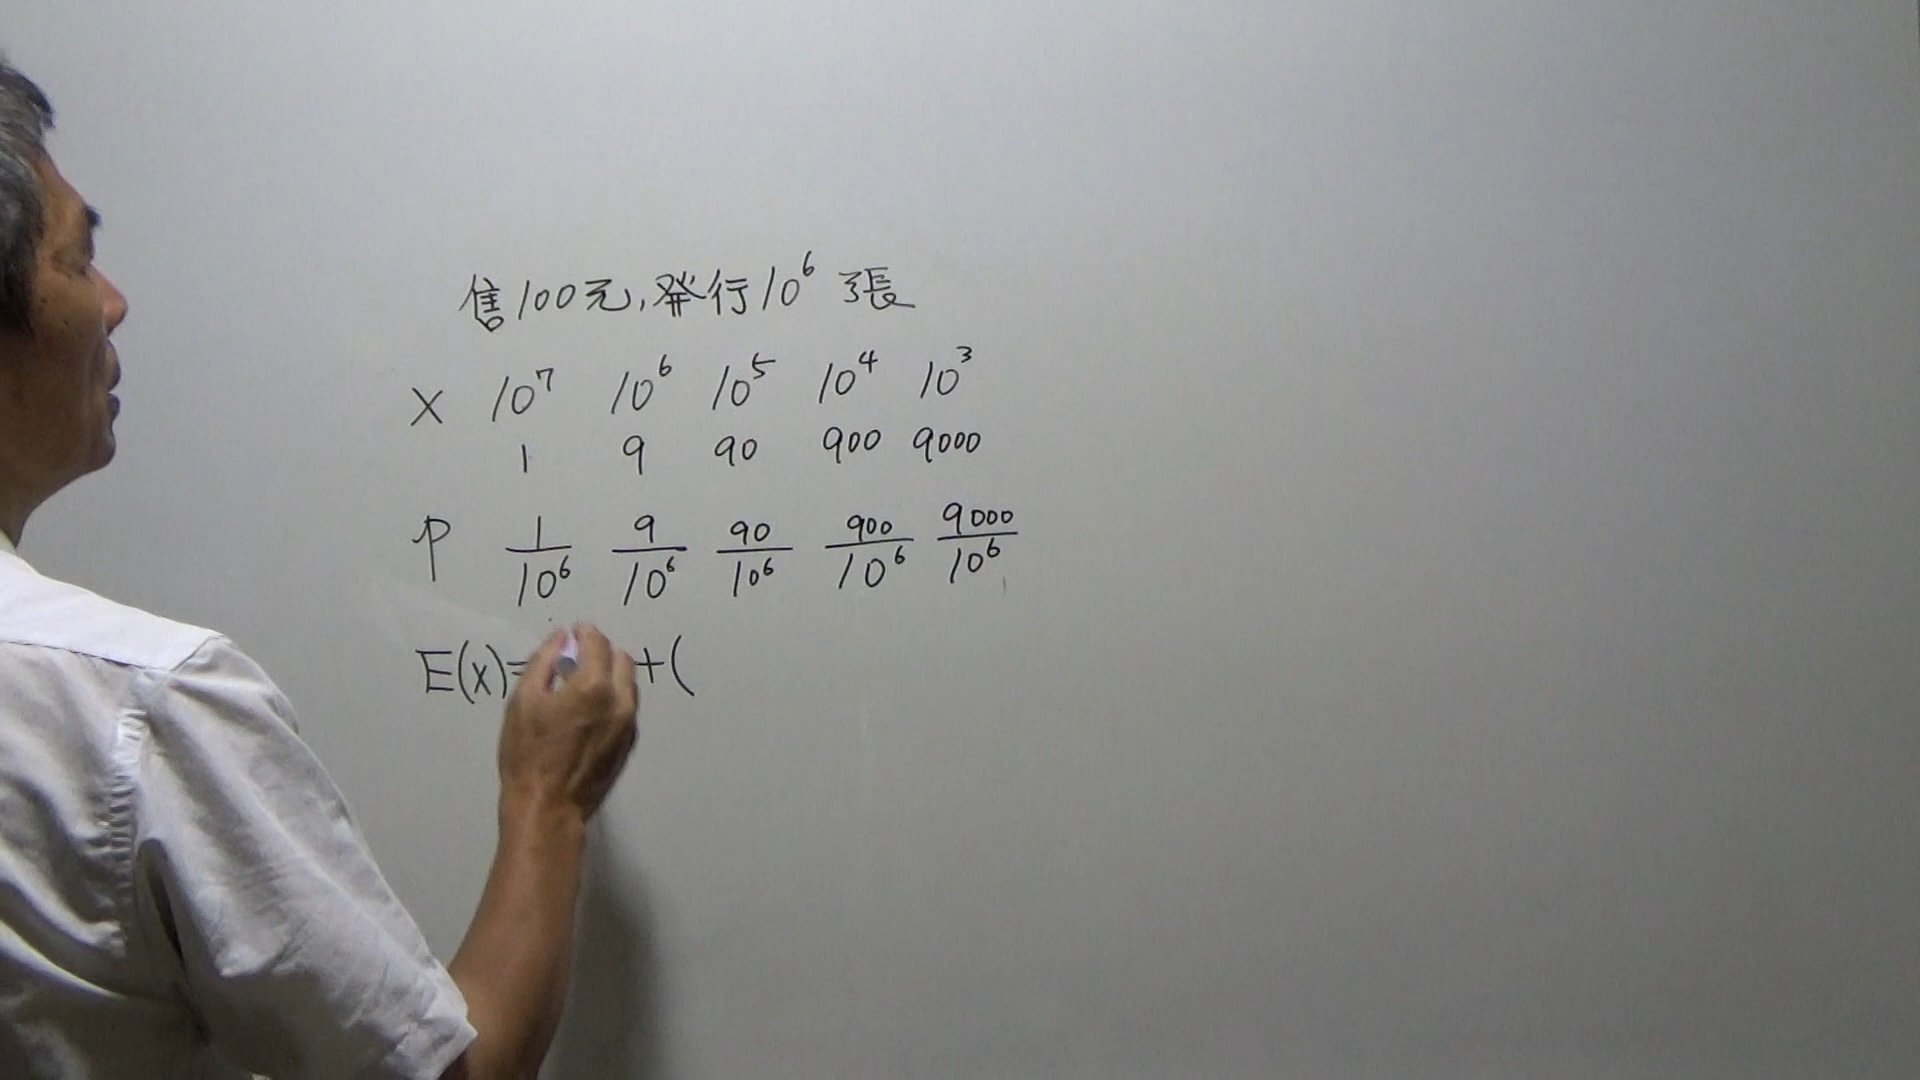 售100元,發行10⁶張
X 10⁷ 10⁶ 10⁵ 10⁴ 10³
1 9 90 900 9000
P 1/10⁶ 9/10⁶ 90/10⁶ 900/10⁶ 9000/10⁶
E(X)= +(